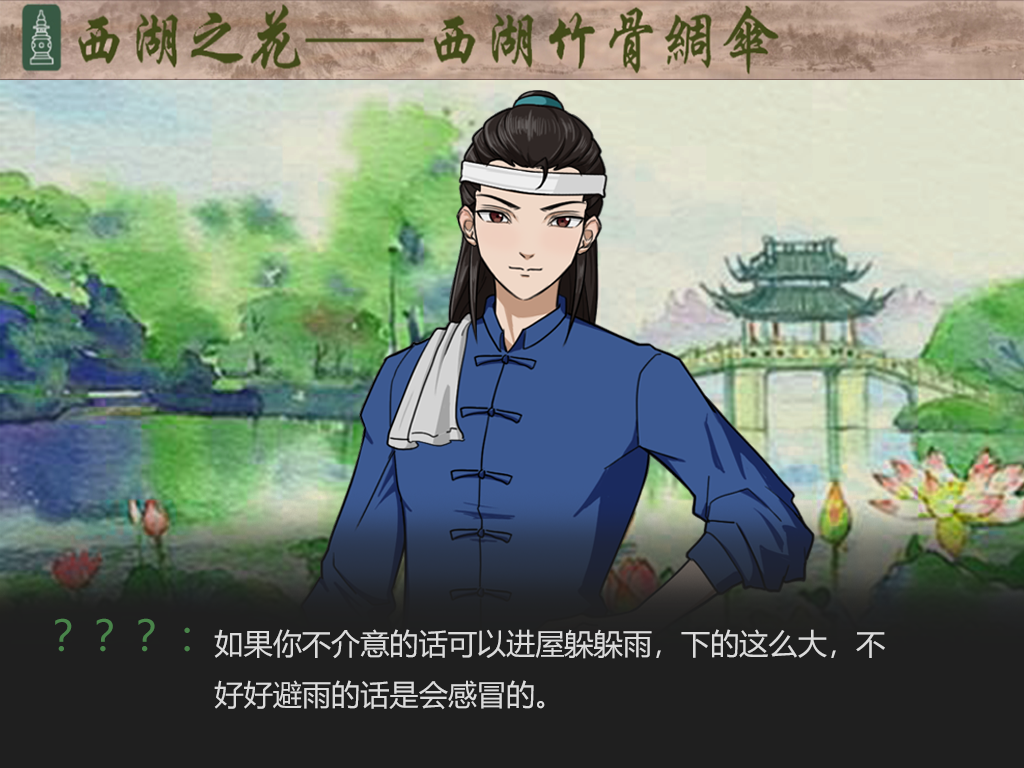 西湖之花——西湖竹骨綢傘
？？？：如果你不介意的话可以进屋躲躲雨，下的这么大，不
好好避雨的话是会感冒的。